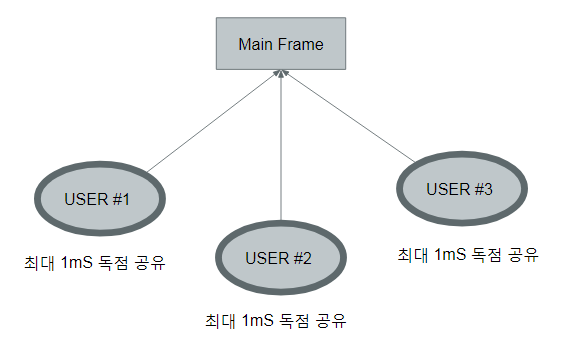 Main Frame
USER #1
최대 1mS 독점 공유
USER #2
최대 1mS 독점 공유
USER #3
최대 1mS 독점 공유